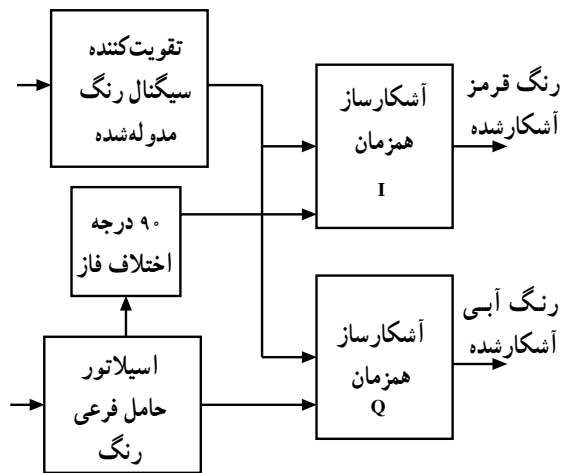 تقویت‌کننده
سیگنال رنگ
مدوله‌شده
آشکارساز
همزمان
I
رنگ قرمز
آشکارشده
۹۰ درجه
اختلاف فاز
آشکارساز
همزمان
Q
رنگ آبی
آشکارشده
اسیلاتور
حامل فرعی
رنگ